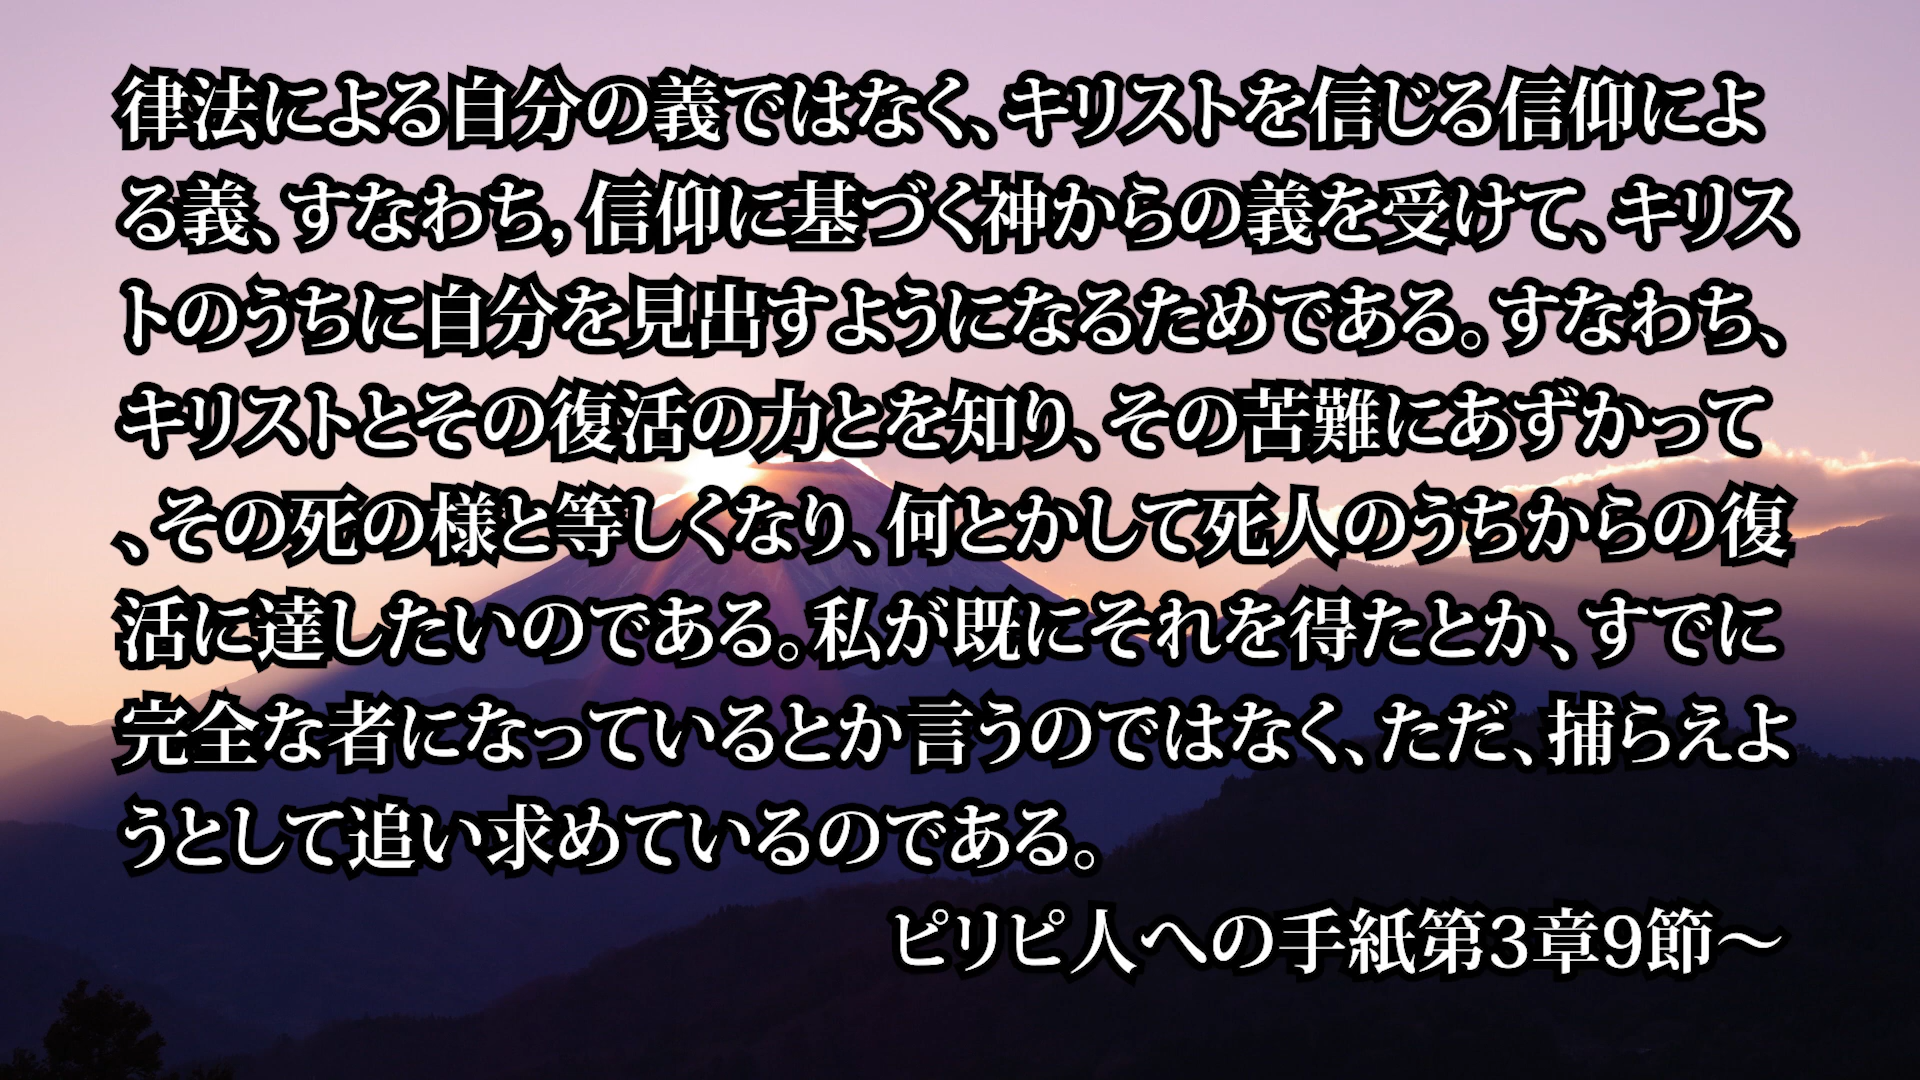 律法による自分の義ではなく、キリストを信じる信仰によ
る義、すなわち，信仰に基づく神からの義を受けて、キリス
トのうちに自分を見出すようになるためである。すなわち、
キリストとその復活の力とを知り、その苦難にあずかって
、その死の様と等しくなり、何とかして死人のうちからの復
活に達したいのである。私が既にそれを得たとか、すでに
完全な者になっているとか言うのではなく、ただ、捕らえよ
うとして追い求めているのである。
ピリピ人への手紙第3章9節〜